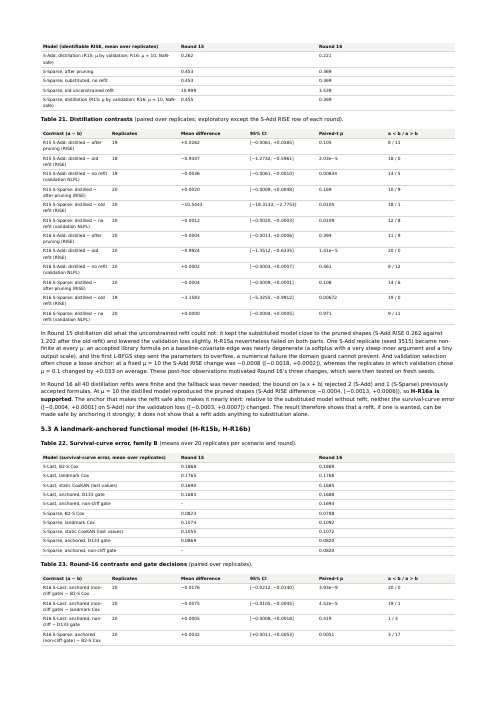 Model (identifiable RISE, mean over replicates) Round 15 Round 16
S-Add, distillation (R15: μ by validation; R16: μ = 10, NaN-
safe) 0.262 0.221
S-Sparse, after pruning 0.453 0.369
S-Sparse, substituted, no refit 0.453 0.369
S-Sparse, old unconstrained refit 10.999 3.539
S-Sparse, distillation (R15: μ by validation; R16: μ = 10, NaN-
safe) 0.455 0.369
Table 21. Distillation contrasts (paired over replicates; exploratory except the S-Add RISE row of each round).
Contrast (a − b) Replicates Mean difference 95% CI Paired-t p a < b / a > b
R15 S-Add: distilled − after
pruning (RISE) 19 +0.0262 [−0.0061, +0.0585] 0.105 8 / 11
R15 S-Add: distilled − old
refit (RISE) 18 −0.9347 [−1.2732, −0.5961] 2.03e−5 18 / 0
R15 S-Add: distilled − no refit
(validation NLPL) 19 −0.0036 [−0.0061, −0.0010] 0.00834 14 / 5
R15 S-Sparse: distilled −
after pruning (RISE) 20 +0.0020 [−0.0009, +0.0048] 0.169 10 / 9
R15 S-Sparse: distilled − old
refit (RISE) 20 −10.5443 [−18.3133, −2.7753] 0.0105 18 / 1
R15 S-Sparse: distilled − no
refit (validation NLPL) 20 −0.0012 [−0.0020, −0.0003] 0.0109 12 / 8
R16 S-Add: distilled − after
pruning (RISE) 20 −0.0004 [−0.0013, +0.0006] 0.394 11 / 9
R16 S-Add: distilled − old
refit (RISE) 20 −0.9924 [−1.3512, −0.6335] 1.41e−5 20 / 0
R16 S-Add: distilled − no refit
(validation NLPL) 20 +0.0002 [−0.0003, +0.0007] 0.461 8 / 12
R16 S-Sparse: distilled −
after pruning (RISE) 20 −0.0004 [−0.0009, +0.0001] 0.108 14 / 6
R16 S-Sparse: distilled − old
refit (RISE) 19 −3.1583 [−5.3255, −0.9912] 0.00672 19 / 0
R16 S-Sparse: distilled − no
refit (validation NLPL) 20 +0.0000 [−0.0004, +0.0005] 0.971 9 / 11
In Round 15 distillation did what the unconstrained refit could not: it kept the substituted model close to the pruned shapes (S-Add RISE 0.262 against
1.202 after the old refit) and lowered the validation loss slightly. H-R15a nevertheless failed on both parts. One S-Add replicate (seed 3515) became non-
finite at every μ: an accepted library formula on a baseline-covariate edge was nearly degenerate (a softplus with a very steep inner argument and a tiny
output scale), and the first L-BFGS step sent the parameters to overflow, a numerical failure the domain guard cannot prevent. And validation selection
often chose a loose anchor: at a fixed μ = 10 the S-Add RISE change was −0.0008 ([−0.0018, +0.0002]), whereas the replicates in which validation chose
μ = 0.1 changed by +0.033 on average. These post-hoc observations motivated Round 16's three changes, which were then tested on fresh seeds.
In Round 16 all 40 distillation refits were finite and the fallback was never needed; the bound on |a x + b| rejected 2 (S-Add) and 1 (S-Sparse) previously
accepted formulas. At μ = 10 the distilled model reproduced the pruned shapes (S-Add difference −0.0004, [−0.0013, +0.0006]), so H-R16a is
supported. The anchor that makes the refit safe also makes it nearly inert: relative to the substituted model without refit, neither the survival-curve error
([−0.0004, +0.0001] on S-Add) nor the validation loss ([−0.0003, +0.0007]) changed. The result therefore shows that a refit, if one is wanted, can be
made safe by anchoring it strongly; it does not show that a refit adds anything to substitution alone.
5.3 A landmark-anchored functional model (H-R15b, H-R16b)
Table 22. Survival-curve error, family B (means over 20 replicates per scenario and round).
Model (survival-curve error, mean over replicates) Round 15 Round 16
S-Last, B2-S Cox 0.1868 0.1869
S-Last, landmark Cox 0.1765 0.1768
S-Last, static CoxKAN (last values) 0.1690 0.1685
S-Last, anchored, D133 gate 0.1683 0.1688
S-Last, anchored, non-cliff gate – 0.1693
S-Sparse, B2-S Cox 0.0823 0.0788
S-Sparse, landmark Cox 0.1074 0.1092
S-Sparse, static CoxKAN (last values) 0.1055 0.1072
S-Sparse, anchored, D133 gate 0.0869 0.0820
S-Sparse, anchored, non-cliff gate – 0.0820
Table 23. Round-16 contrasts and gate decisions (paired over replicates).
Contrast (a − b) Replicates Mean difference 95% CI Paired-t p a < b / a > b
R16 S-Last: anchored (non-
cliff gate) − B2-S Cox 20 −0.0176 [−0.0212, −0.0140] 3.93e−9 20 / 0
R16 S-Last: anchored (non-
cliff gate) − landmark Cox 20 −0.0075 [−0.0105, −0.0045] 4.52e−5 19 / 1
R16 S-Last: anchored, non-
cliff − D133 gate 20 +0.0005 [−0.0008, +0.0018] 0.419 1 / 3
R16 S-Sparse: anchored
(non-cliff gate) − B2-S Cox 20 +0.0032 [+0.0011, +0.0053] 0.0051 3 / 17